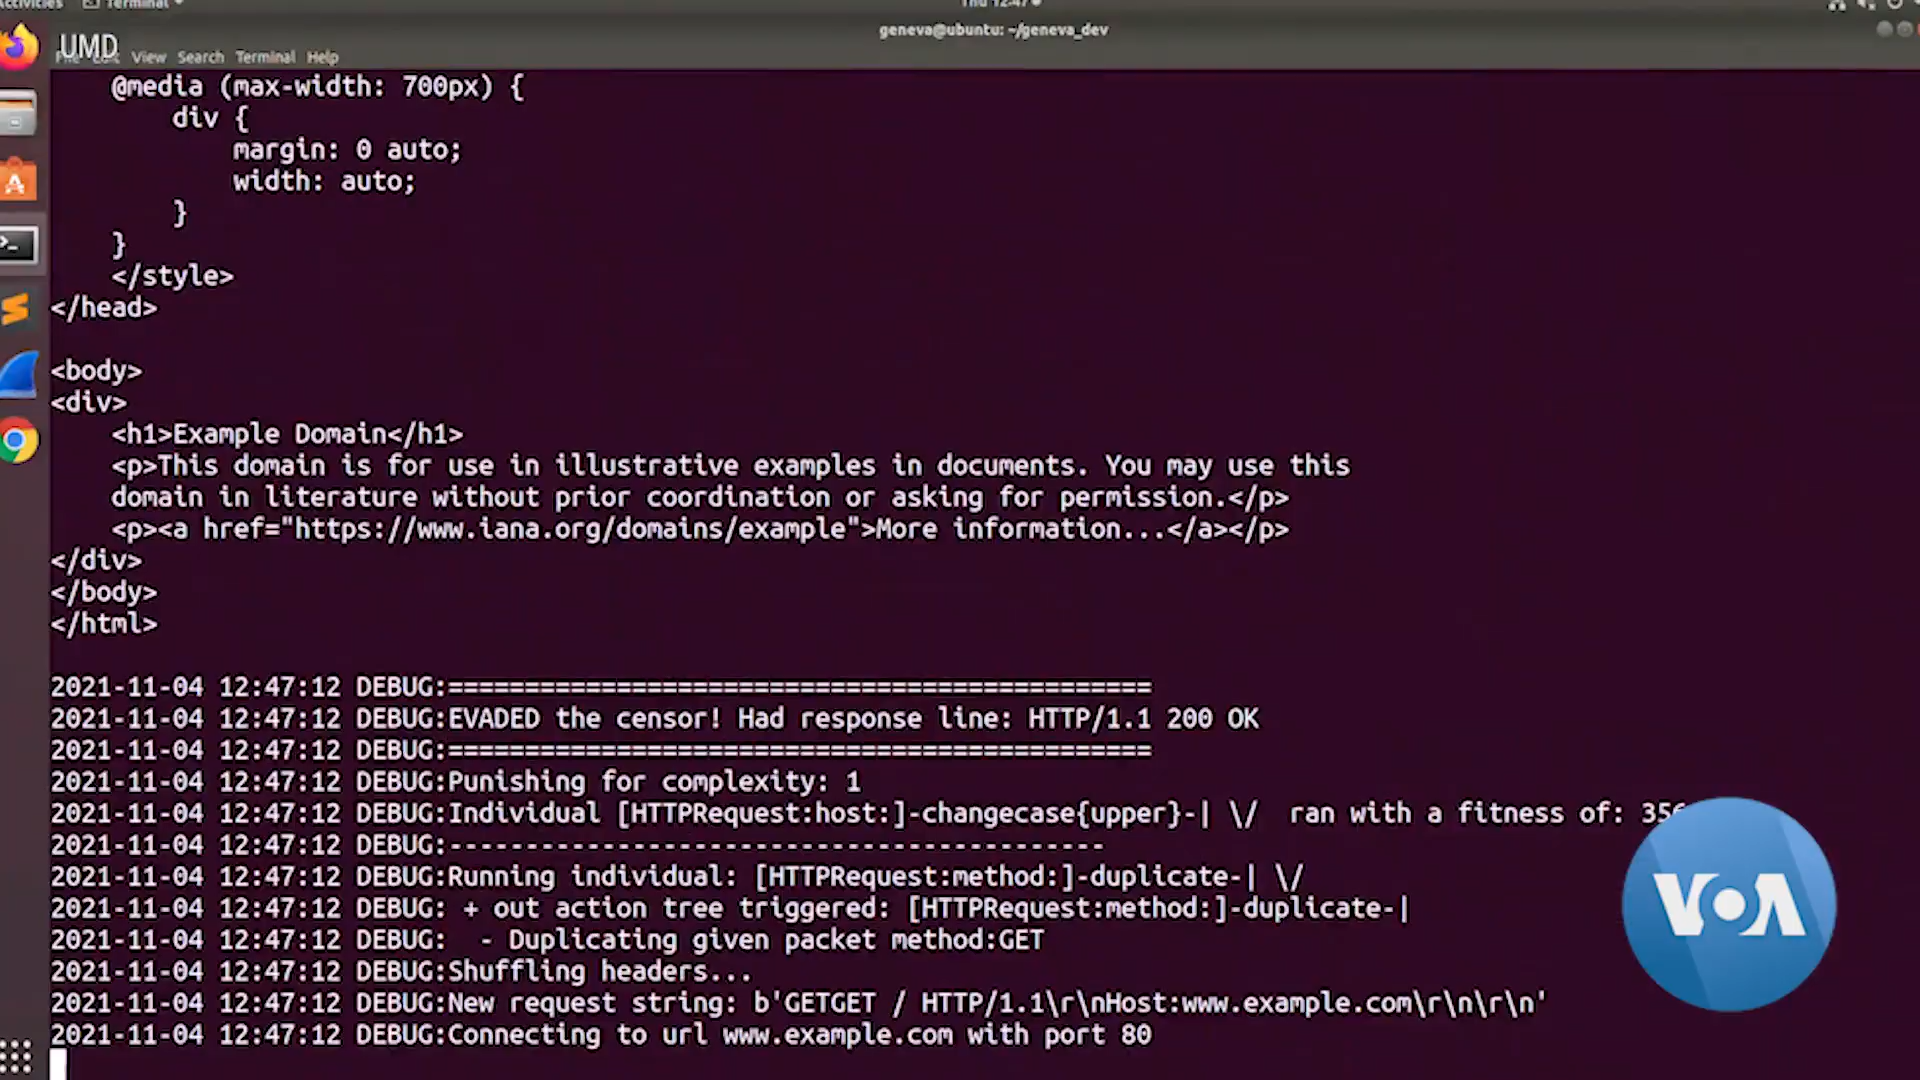 Activities Terminal
Thu 12:47
geneva@ubuntu: ~/geneva_dev
UMD
File Edit View Search Terminal Help
@media (max-width: 700px) {
div {
margin: 0 auto;
width: auto;
}
}
</style>
</head>
<body>
<div>
<h1>Example Domain</h1>
<p>This domain is for use in illustrative examples in documents. You may use this
domain in literature without prior coordination or asking for permission.</p>
<p><a href="https://www.iana.org/domains/example">More information...</a></p>
</div>
</body>
</html>
2021-11-04 12:47:12 DEBUG:==============================================
2021-11-04 12:47:12 DEBUG:EVADED the censor! Had response line: HTTP/1.1 200 OK
2021-11-04 12:47:12 DEBUG:==============================================
2021-11-04 12:47:12 DEBUG:Punishing for complexity: 1
2021-11-04 12:47:12 DEBUG:Individual [HTTPRequest:host:]-changecase{upper}-| \/  ran with a fitness of: 356
2021-11-04 12:47:12 DEBUG:-------------------------------------------
2021-11-04 12:47:12 DEBUG:Running individual: [HTTPRequest:method:]-duplicate-| \/
2021-11-04 12:47:12 DEBUG: + out action tree triggered: [HTTPRequest:method:]-duplicate-|
2021-11-04 12:47:12 DEBUG:  - Duplicating given packet method:GET
2021-11-04 12:47:12 DEBUG:Shuffling headers...
2021-11-04 12:47:12 DEBUG:New request string: b'GETGET / HTTP/1.1\r\nHost:www.example.com\r\n\r\n'
2021-11-04 12:47:12 DEBUG:Connecting to url www.example.com with port 80
VOA